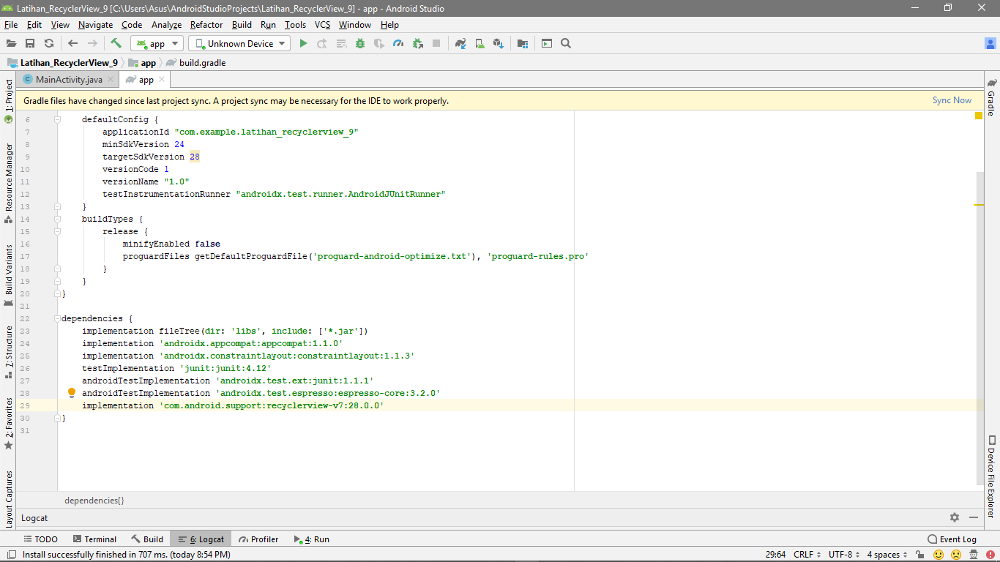 Latihan_RecyclerView_9 [C:\Users\Asus\AndroidStudioProjects\Latihan_RecyclerView_9] - app - Android Studio
File Edit View Navigate Code Analyze Refactor Build Run Tools VCS Window Help
app Unknown Device
Latihan_RecyclerView_9 app build.gradle
MainActivity.java app
Gradle files have changed since last project sync. A project sync may be necessary for the IDE to work properly. Sync Now
1: Project
Resource Manager
Build Variants
7: Structure
2: Favorites
Layout Captures
6 defaultConfig {
7 applicationId "com.example.latihan_recyclerview_9"
8 minSdkVersion 24
9 targetSdkVersion 28
10 versionCode 1
11 versionName "1.0"
12 testInstrumentationRunner "androidx.test.runner.AndroidJUnitRunner"
13 }
14 buildTypes {
15 release {
16 minifyEnabled false
17 proguardFiles getDefaultProguardFile('proguard-android-optimize.txt'), 'proguard-rules.pro'
18 }
19 }
20 }
21
22 dependencies {
23 implementation fileTree(dir: 'libs', include: ['*.jar'])
24 implementation 'androidx.appcompat:appcompat:1.1.0'
25 implementation 'androidx.constraintlayout:constraintlayout:1.1.3'
26 testImplementation 'junit:junit:4.12'
27 androidTestImplementation 'androidx.test.ext:junit:1.1.1'
28 androidTestImplementation 'androidx.test.espresso:espresso-core:3.2.0'
29 implementation 'com.android.support:recyclerview-v7:28.0.0'
30 }
31
Gradle
Device File Explorer
dependencies{}
Logcat
TODO Terminal Build 6: Logcat Profiler 4: Run Event Log
Install successfully finished in 707 ms. (today 8:54 PM) 29:64 CRLF UTF-8 4 spaces